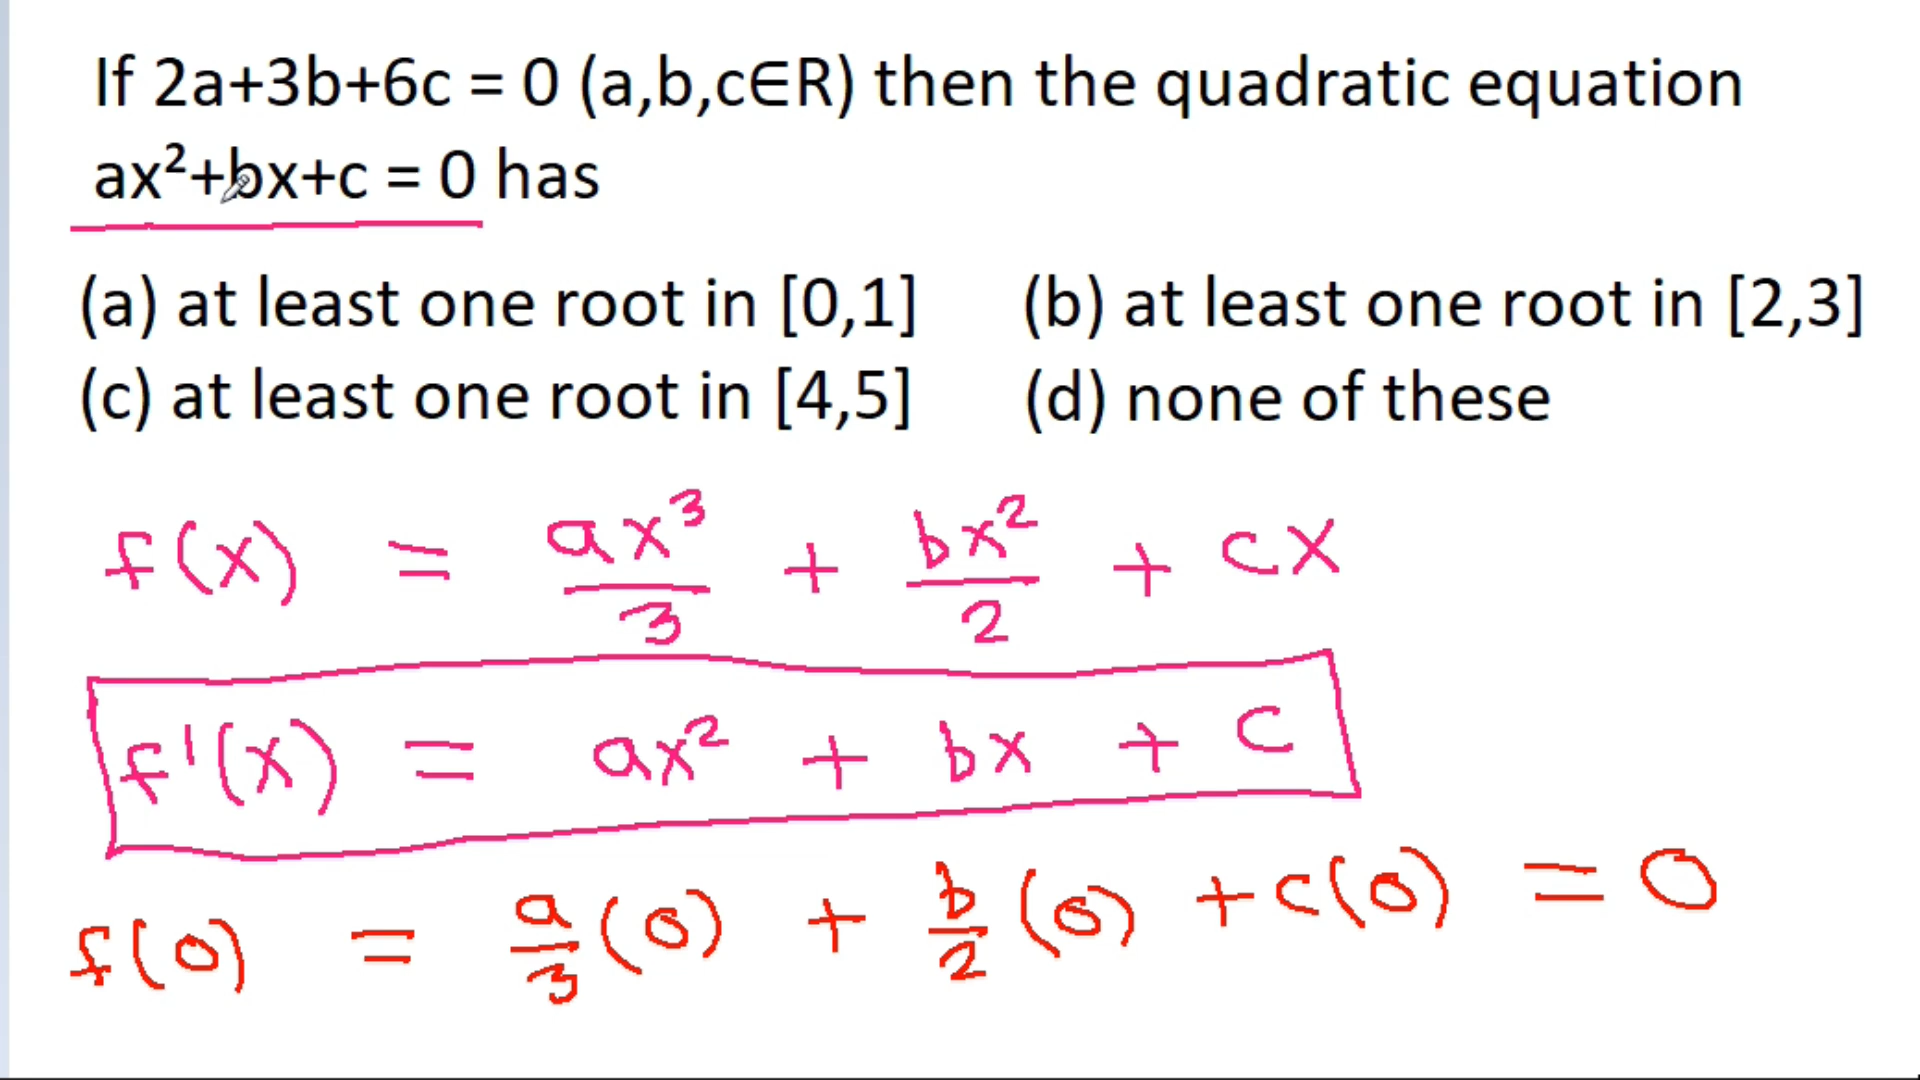 If 2a+3b+6c = 0 (a,b,c∈R) then the quadratic equation
ax²+bx+c = 0 has
(a) at least one root in [0,1] (b) at least one root in [2,3]
(c) at least one root in [4,5] (d) none of these
f(x) = ax³/3 + bx²/2 + cx
f'(x) = ax² + bx + c
f(0) = a/3 (0) + b/2 (0) + c(0) = 0